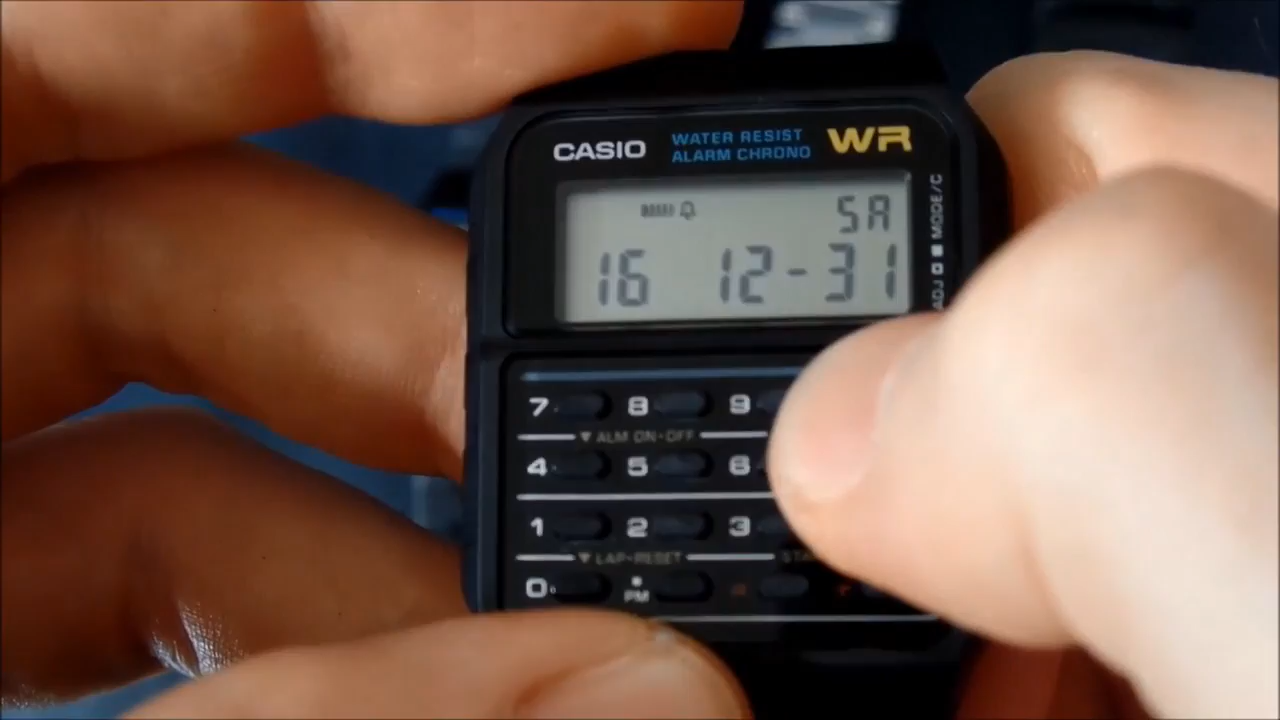 CASIO WATER RESIST WR
ALARM CHRONO
SA
16 12-31
ADJ MODE/C
7 8 9
ALM ON-OFF
4 5 6
1 2 3
LAP-RESET
0 PM